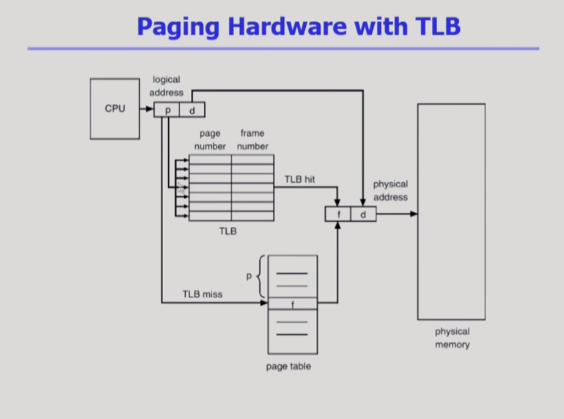 Paging Hardware with TLB
logical
address
CPU
p d
page frame
number number
TLB hit
physical
address
f d
TLB
p
TLB miss
f
physical
memory
page table